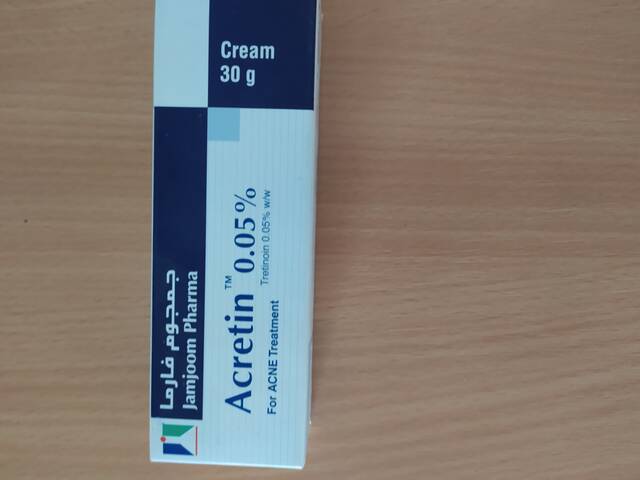 Cream
30 g
جمجوم فارما
Jamjoom Pharma
Acretin™ 0.05%
Tretinoin 0.05% w/w
For ACNE Treatment